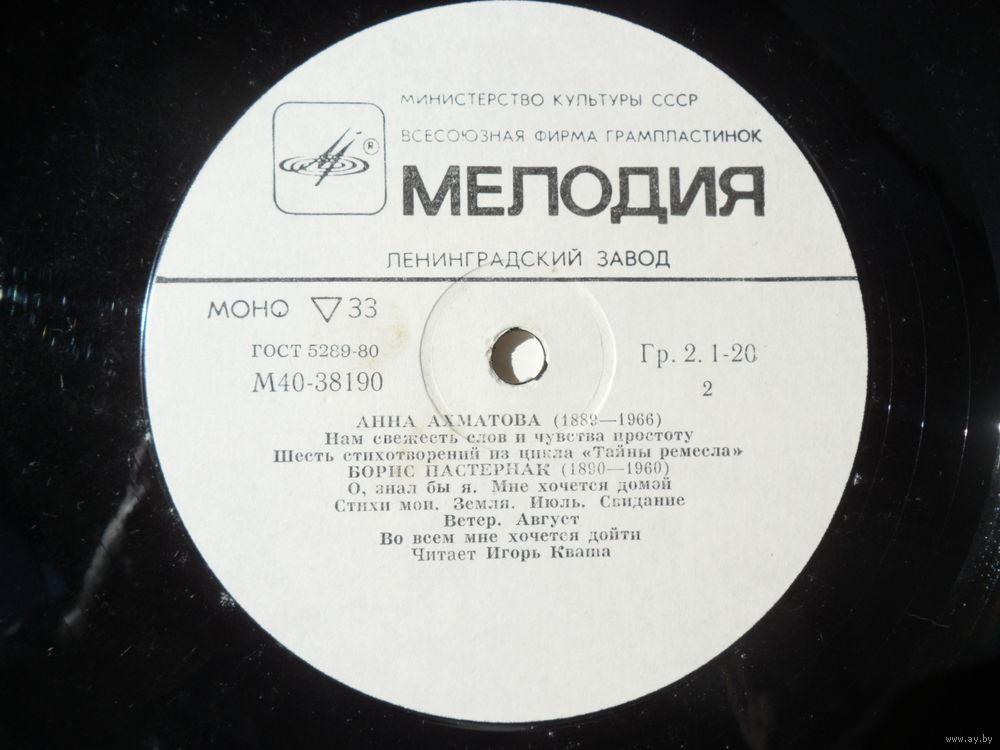 МИНИСТЕРСТВО КУЛЬТУРЫ СССР
ВСЕСОЮЗНАЯ ФИРМА ГРАМПЛАСТИНОК
®
МЕЛОДИЯ
ЛЕНИНГРАДСКИЙ ЗАВОД
МОНО ▽ 33
ГОСТ 5289-80
М40-38190
Гр. 2. 1-20
2
АННА АХМАТОВА (1889—1966)
Нам свежесть слов и чувства простоту
Шесть стихотворений из цикла «Тайны ремесла»
БОРИС ПАСТЕРНАК (1890—1960)
О, знал бы я. Мне хочется домой
Стихи мои. Земля. Июль. Свидание
Ветер. Август
Во всем мне хочется дойти
Читает Игорь Кваша
www.ay.by